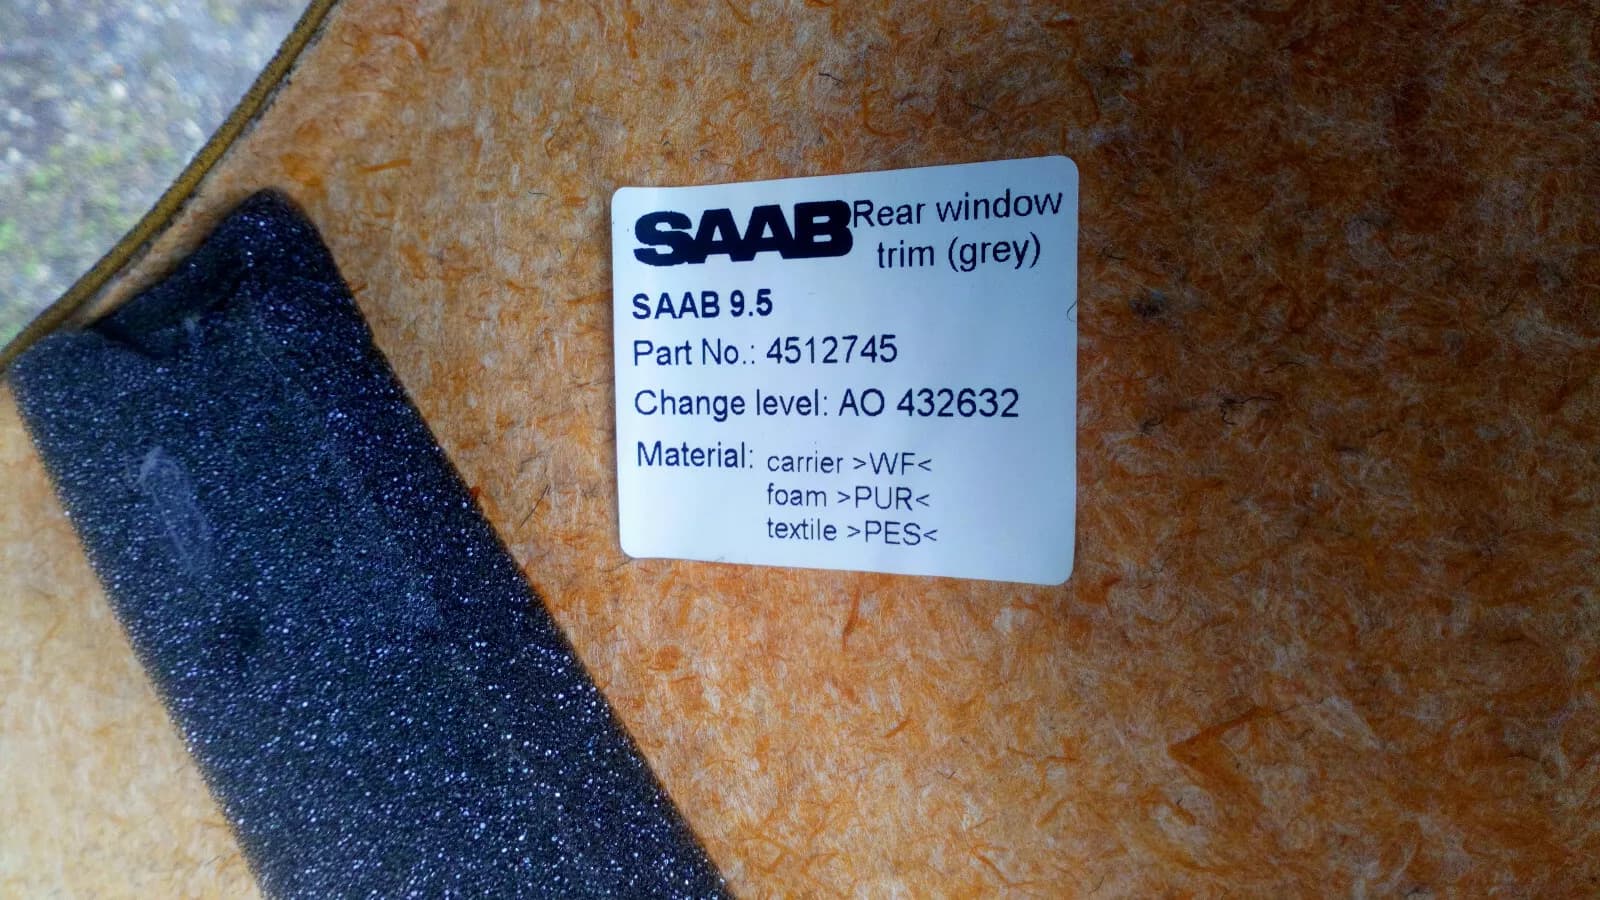 SAAB Rear window
trim (grey)
SAAB 9.5
Part No.: 4512745
Change level: AO 432632
Material: carrier >WF<
foam >PUR<
textile >PES<